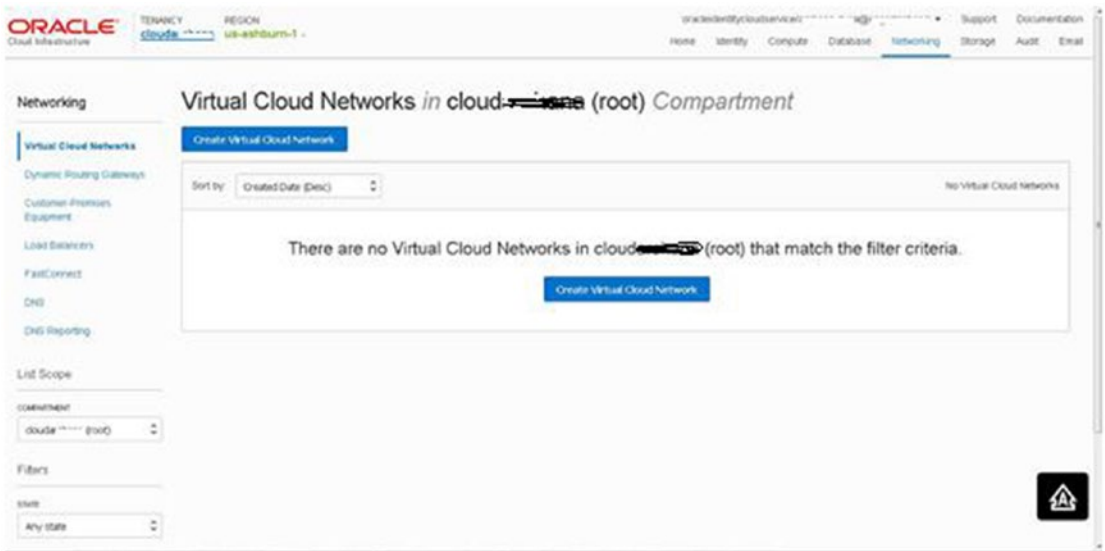 ORACLE
Cloud Infrastructure
TENANCY
REGION
us-ashburn-1
Support
Documentation
Home
Identity
Compute
Database
Networking
Storage
Audit
Email
Networking
Virtual Cloud Networks
Dynamic Routing Gateways
Customer-Premises
Equipment
Load Balancers
FastConnect
DNS
DNS Reporting
List Scope
COMPARTMENT
(root)
Filters
STATE
Any state
Virtual Cloud Networks in cloud (root) Compartment
Create Virtual Cloud Network
Sort by: Created Date (Desc)
No Virtual Cloud Networks
There are no Virtual Cloud Networks in cloud (root) that match the filter criteria.
Create Virtual Cloud Network
A